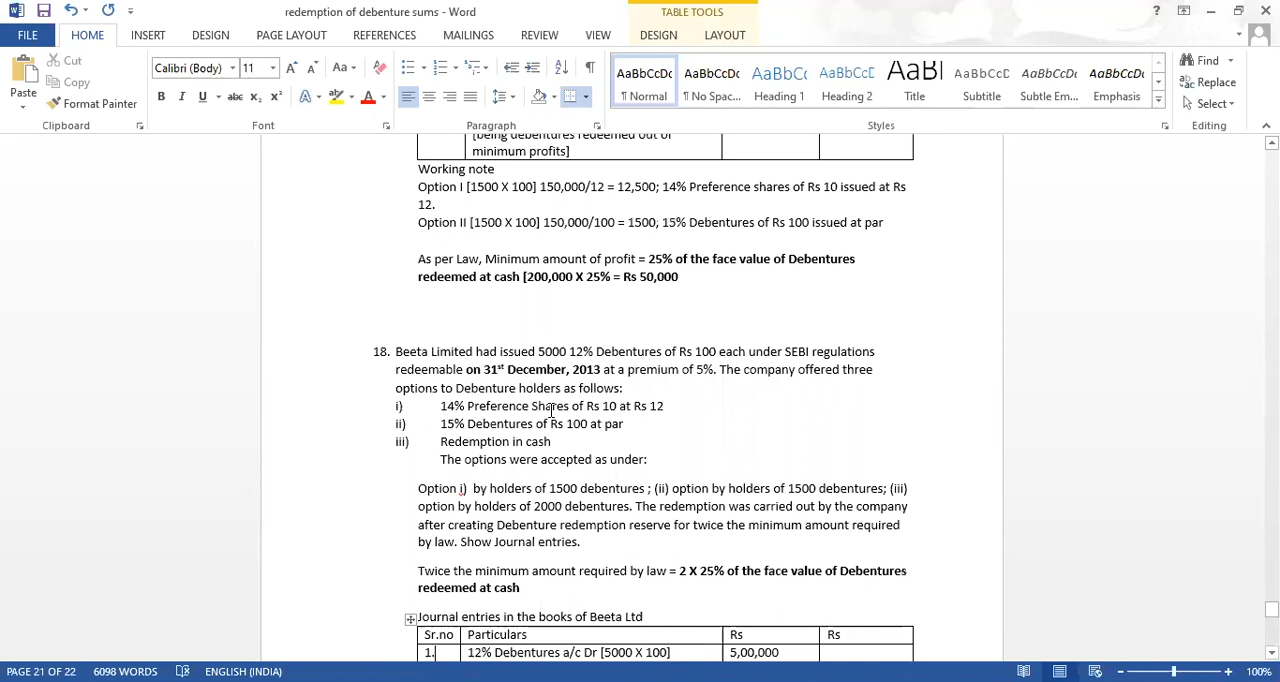 redemption of debenture sums - Word
TABLE TOOLS
FILE HOME INSERT DESIGN PAGE LAYOUT REFERENCES MAILINGS REVIEW VIEW DESIGN LAYOUT
Cut
Copy
Format Painter
Paste
Clipboard
Calibri (Body) 11
Font
Paragraph
AaBbCcDc AaBbCcDc AaBbCc AaBbCcD AaBl AaBbCcD AaBbCcDc AaBbCcDc
¶ Normal ¶ No Spac... Heading 1 Heading 2 Title Subtitle Subtle Em... Emphasis
Styles
Find
Replace
Select
Editing
[being debentures redeemed out of
minimum profits]
Working note
Option I [1500 X 100] 150,000/12 = 12,500; 14% Preference shares of Rs 10 issued at Rs
12.
Option II [1500 X 100] 150,000/100 = 1500; 15% Debentures of Rs 100 issued at par
As per Law, Minimum amount of profit = 25% of the face value of Debentures
redeemed at cash [200,000 X 25% = Rs 50,000
18. Beeta Limited had issued 5000 12% Debentures of Rs 100 each under SEBI regulations
redeemable on 31st December, 2013 at a premium of 5%. The company offered three
options to Debenture holders as follows:
i) 14% Preference Shares of Rs 10 at Rs 12
ii) 15% Debentures of Rs 100 at par
iii) Redemption in cash
The options were accepted as under:
Option i) by holders of 1500 debentures ; (ii) option by holders of 1500 debentures; (iii)
option by holders of 2000 debentures. The redemption was carried out by the company
after creating Debenture redemption reserve for twice the minimum amount required
by law. Show Journal entries.
Twice the minimum amount required by law = 2 X 25% of the face value of Debentures
redeemed at cash
Journal entries in the books of Beeta Ltd
Sr.no Particulars Rs Rs
1. 12% Debentures a/c Dr [5000 X 100] 5,00,000
PAGE 21 OF 22 6098 WORDS ENGLISH (INDIA) 100%